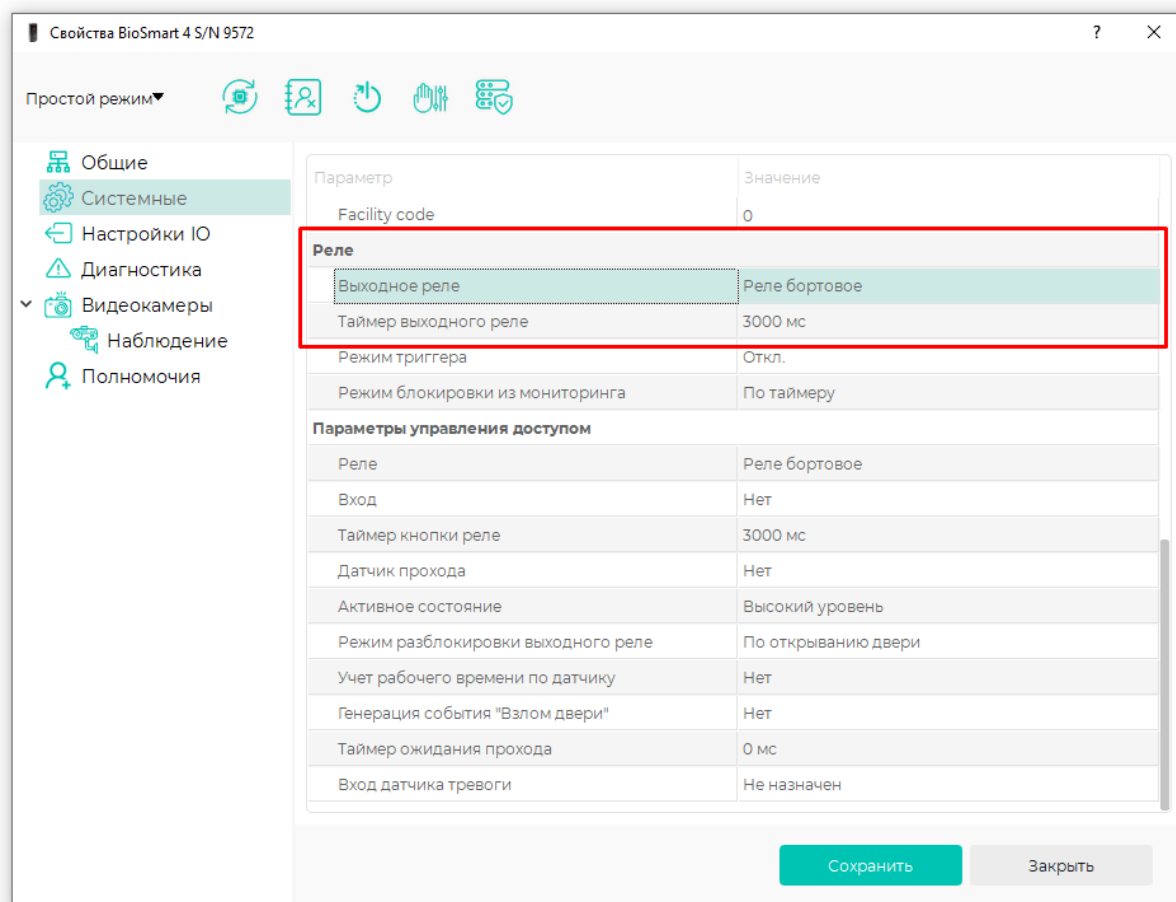 Свойства BioSmart 4 S/N 9572
?
Простой режим
Общие
Системные
Настройки IO
Диагностика
Видеокамеры
Наблюдение
Полномочия
Параметр Значение
Facility code 0
Реле
Выходное реле Реле бортовое
Таймер выходного реле 3000 мс
Режим триггера Откл.
Режим блокировки из мониторинга По таймеру
Параметры управления доступом
Реле Реле бортовое
Вход Нет
Таймер кнопки реле 3000 мс
Датчик прохода Нет
Активное состояние Высокий уровень
Режим разблокировки выходного реле По открыванию двери
Учет рабочего времени по датчику Нет
Генерация события "Взлом двери" Нет
Таймер ожидания прохода 0 мс
Вход датчика тревоги Не назначен
Сохранить Закрыть